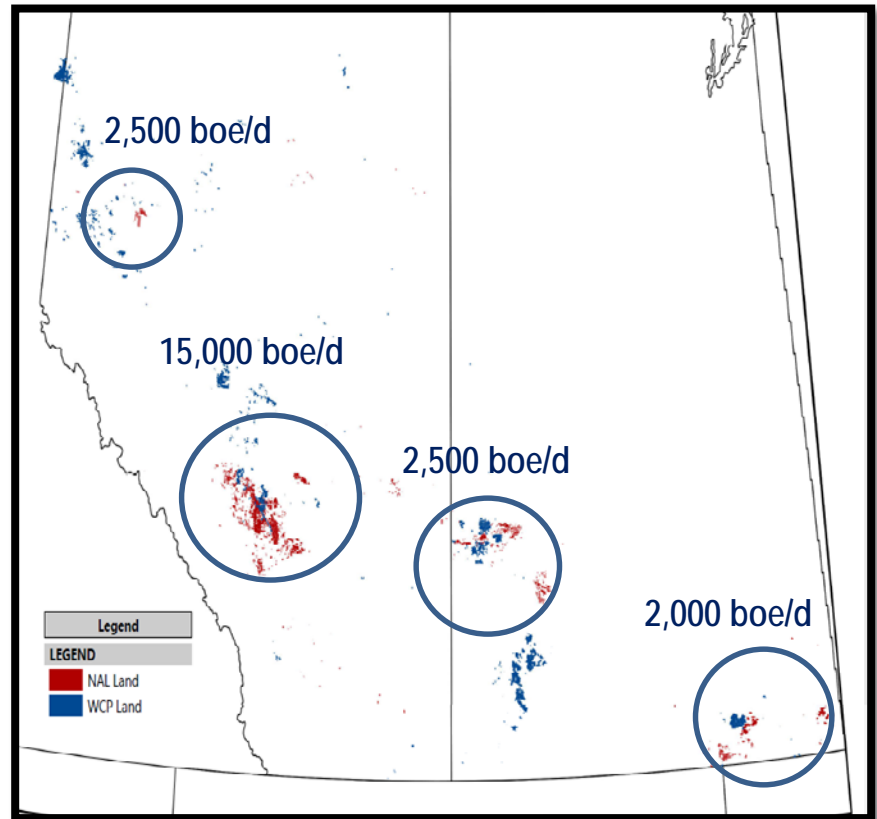 2,500 boe/d
15,000 boe/d
2,500 boe/d
2,000 boe/d
Legend
LEGEND
NAL Land
WCP Land